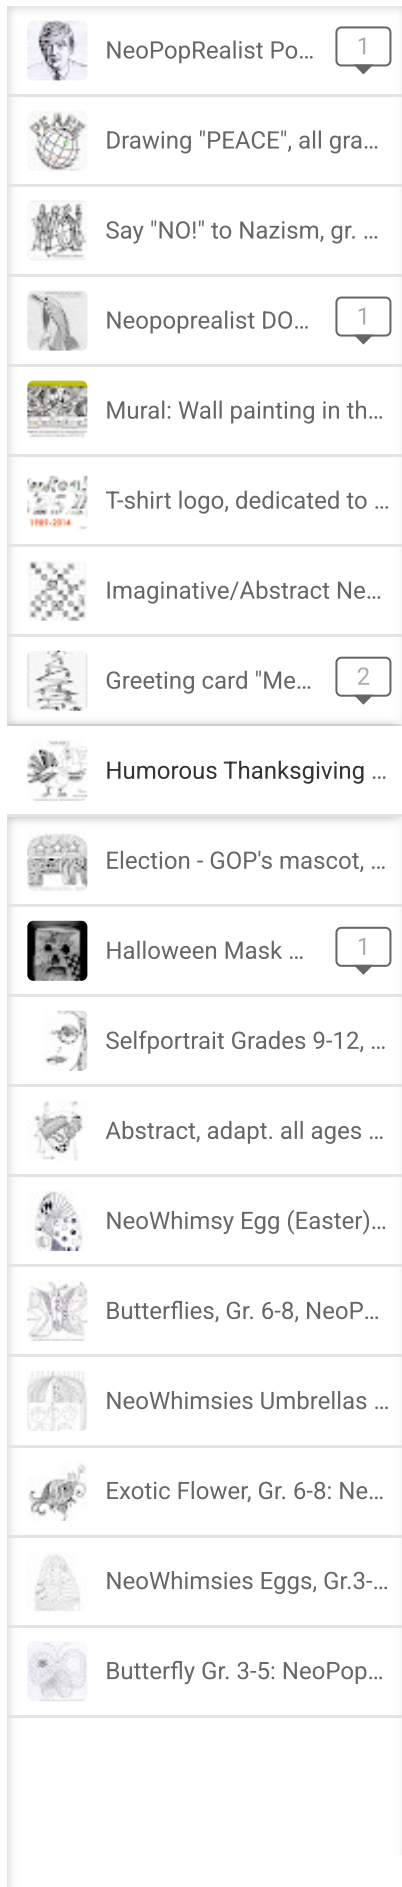 NeoPopRealist Po...
1
Drawing "PEACE", all gra...
Say "NO!" to Nazism, gr. ...
Neopoprealist DO...
1
Mural: Wall painting in th...
T-shirt logo, dedicated to ...
1989-2014
Imaginative/Abstract Ne...
Greeting card "Me...
2
Humorous Thanksgiving ...
Election - GOP's mascot, ...
Halloween Mask ...
1
Selfportrait Grades 9-12, ...
Abstract, adapt. all ages ...
NeoWhimsy Egg (Easter)...
Butterflies, Gr. 6-8, NeoP...
NeoWhimsies Umbrellas ...
Exotic Flower, Gr. 6-8: Ne...
NeoWhimsies Eggs, Gr.3-...
Butterfly Gr. 3-5: NeoPop...